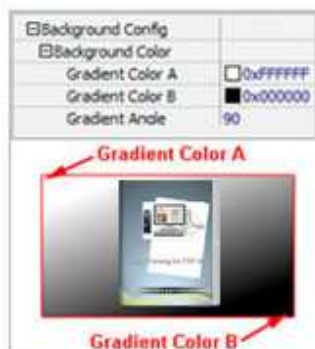 Background Config
Background Color
Gradient Color A 0xFFFFFF
Gradient Color B 0x000000
Gradient Angle 90
Gradient Color A
Gradient Color B